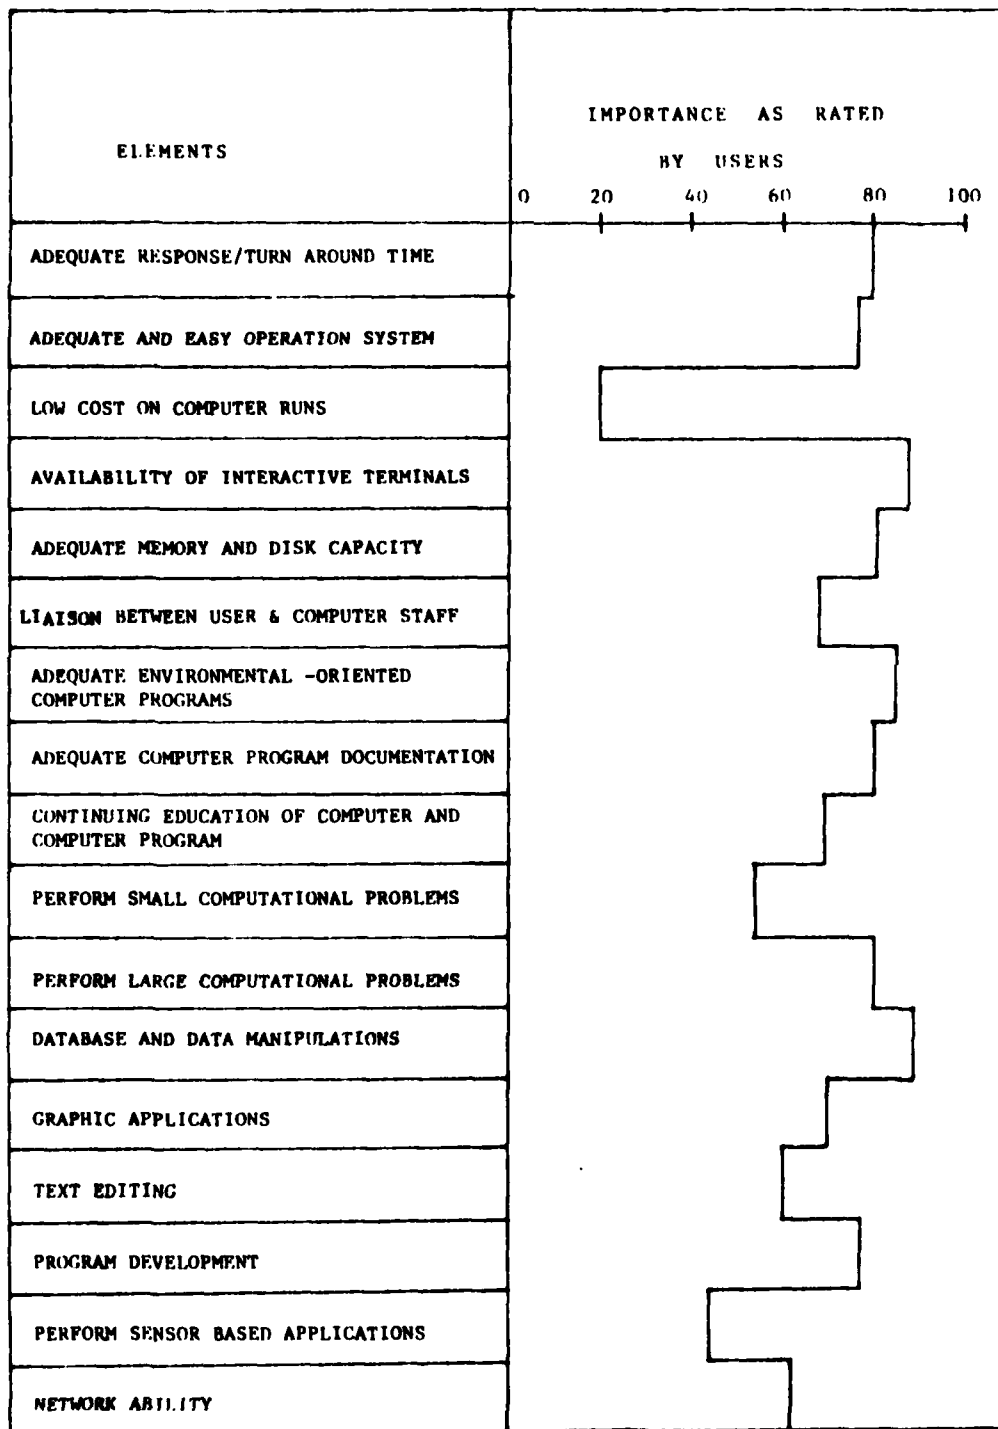 ELEMENTS
IMPORTANCE AS RATED
BY USERS
0 20 40 60 80 100
ADEQUATE RESPONSE/TURN AROUND TIME
ADEQUATE AND EASY OPERATION SYSTEM
LOW COST ON COMPUTER RUNS
AVAILABILITY OF INTERACTIVE TERMINALS
ADEQUATE MEMORY AND DISK CAPACITY
LIAISON BETWEEN USER & COMPUTER STAFF
ADEQUATE ENVIRONMENTAL -ORIENTED
COMPUTER PROGRAMS
ADEQUATE COMPUTER PROGRAM DOCUMENTATION
CONTINUING EDUCATION OF COMPUTER AND
COMPUTER PROGRAM
PERFORM SMALL COMPUTATIONAL PROBLEMS
PERFORM LARGE COMPUTATIONAL PROBLEMS
DATABASE AND DATA MANIPULATIONS
GRAPHIC APPLICATIONS
TEXT EDITING
PROGRAM DEVELOPMENT
PERFORM SENSOR BASED APPLICATIONS
NETWORK ABILITY